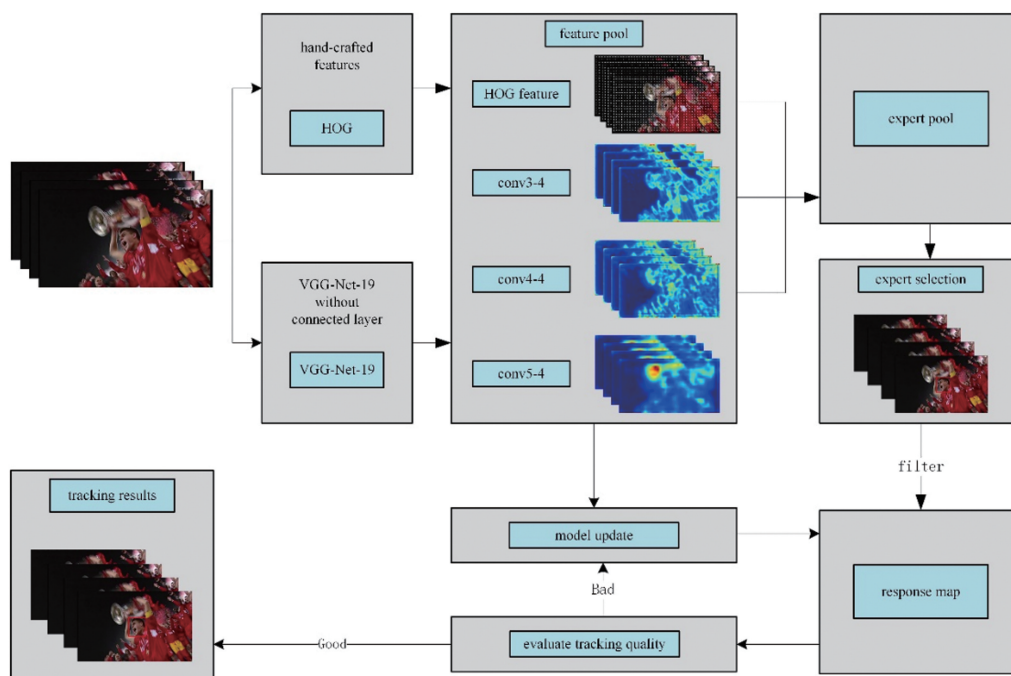 hand-crafted
features
HOG
VGG-Net-19
without
connected layer
VGG-Net-19
feature pool
HOG feature
conv3-4
conv4-4
conv5-4
expert pool
expert selection
filter
tracking results
model update
Bad
evaluate tracking quality
Good
response map